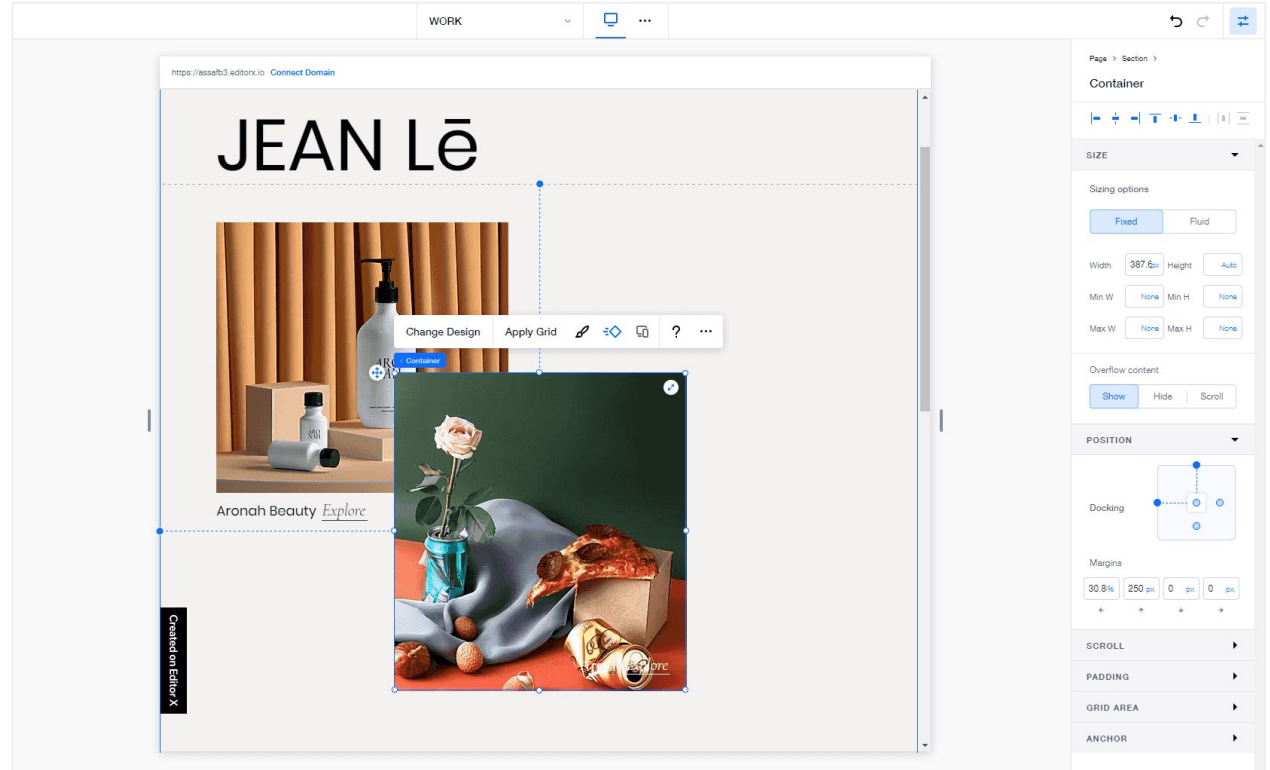 WORK
https://assafb3.editorx.io Connect Domain
JEAN Lē
Aronah Beauty Explore
Change Design Apply Grid ? ...
‹ Container
Explore
Created on Editor X
Page > Section >
Container
SIZE
Sizing options
Fixed Fluid
Width 387.6px Height Auto
Min W None Min H None
Max W None Max H None
Overflow content
Show Hide Scroll
POSITION
Docking
Margins
30.8% 250 px 0 px 0 px
SCROLL
PADDING
GRID AREA
ANCHOR